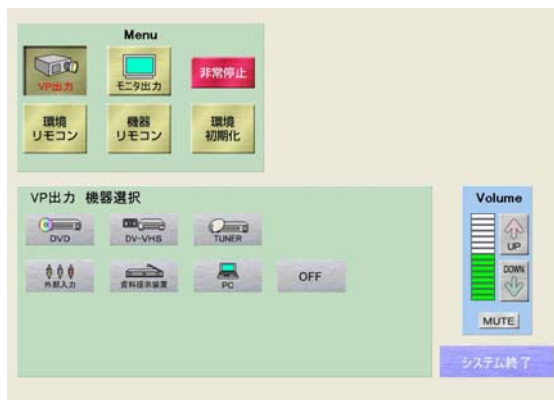 Menu
VP出力
モニタ出力
非常停止
環境
リモコン
機器
リモコン
環境
初期化
VP出力 機器選択
DVD
DV-VHS
TUNER
外部入力
資料提示装置
PC
OFF
Volume
UP
DOWN
MUTE
システム終了